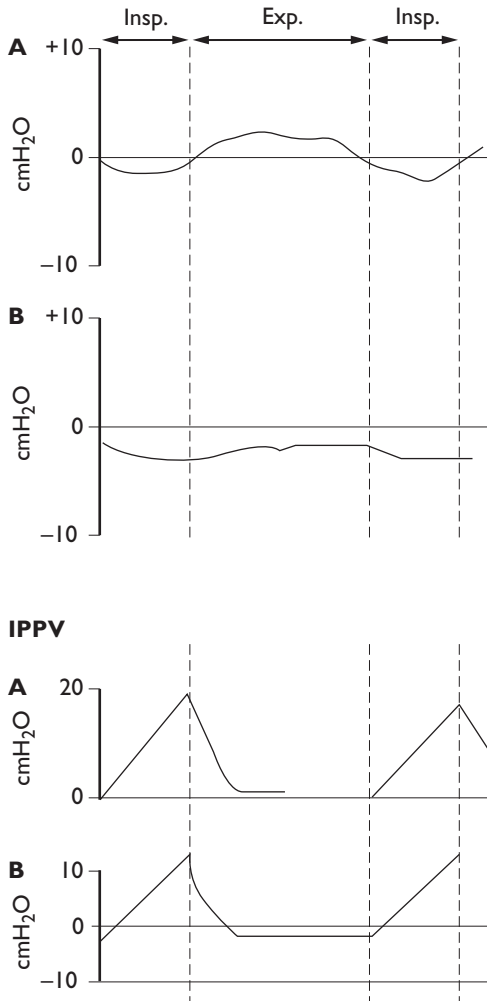 Insp. Exp. Insp.
A +10
cmH₂O
0
–10
B +10
cmH₂O
0
–10
IPPV
A 20
cmH₂O
0
B 10
cmH₂O
0
–10